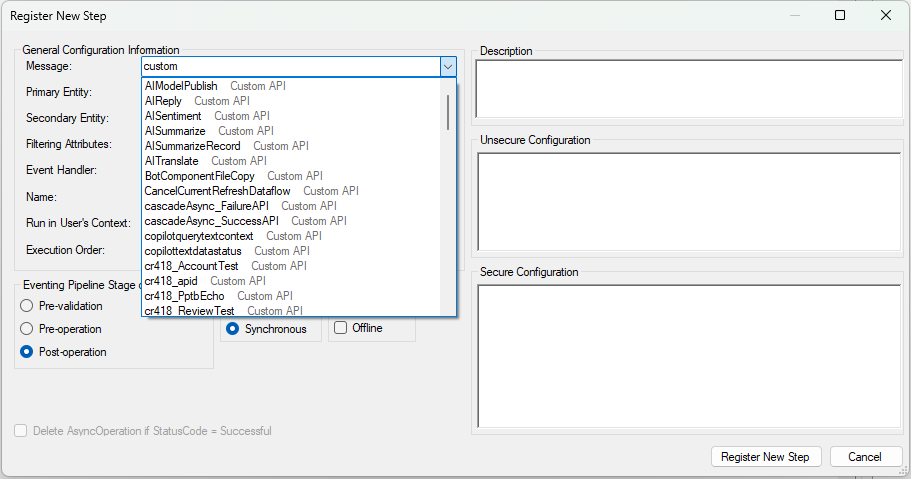 Register New Step
General Configuration Information
Message:
custom
Primary Entity:
Secondary Entity:
Filtering Attributes:
Event Handler:
Name:
Run in User's Context:
Execution Order:
AIModelPublish Custom API
AIReply Custom API
AISentiment Custom API
AISummarize Custom API
AISummarizeRecord Custom API
AITranslate Custom API
BotComponentFileCopy Custom API
CancelCurrentRefreshDataflow Custom API
cascadeAsync_FailureAPI Custom API
cascadeAsync_SuccessAPI Custom API
copilotquerytextcontext Custom API
copilottextdatastatus Custom API
cr418_AccountTest Custom API
cr418_apid Custom API
cr418_PptbEcho Custom API
cr418_ReviewTest Custom API
Eventing Pipeline Stage
Pre-validation
Pre-operation
Post-operation
Synchronous
Offline
Delete AsyncOperation if StatusCode = Successful
Description
Unsecure Configuration
Secure Configuration
Register New Step
Cancel